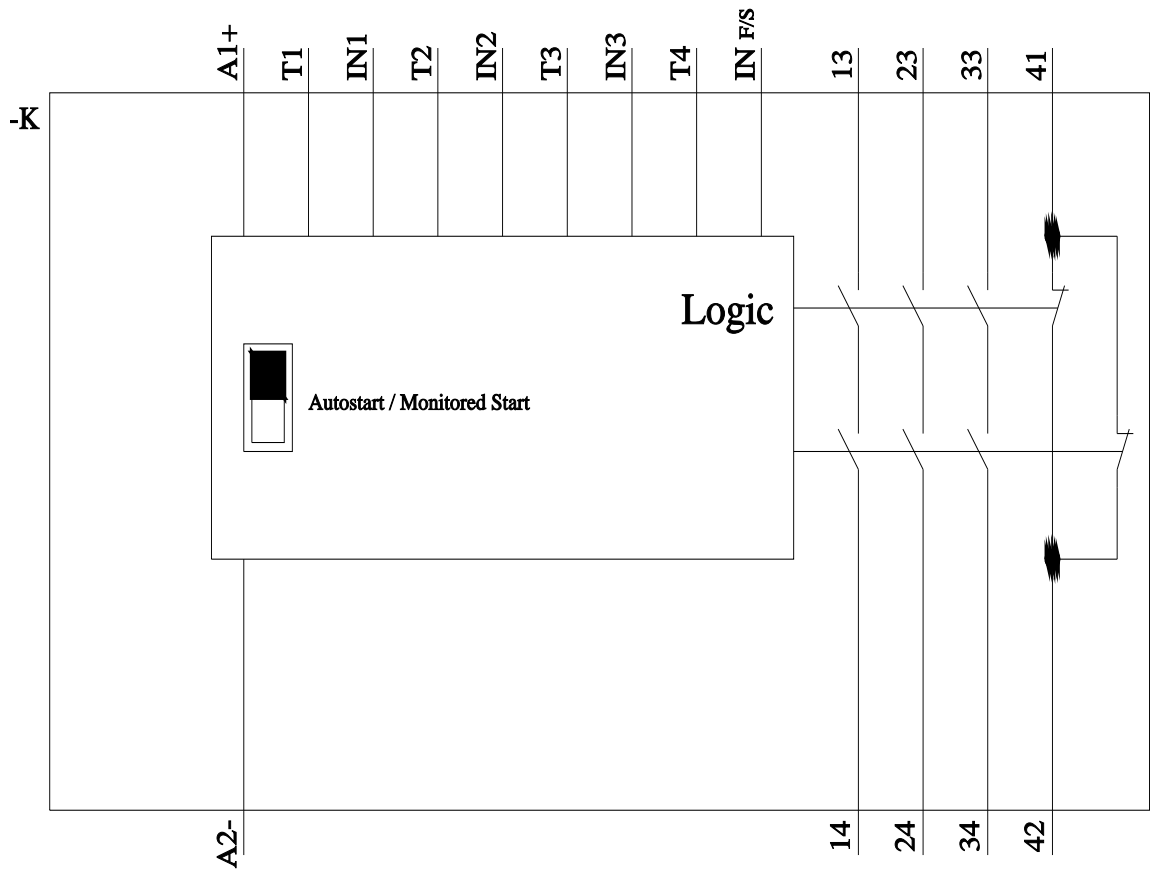 A1+
T1
IN1
T2
IN2
T3
IN3
T4
IN F/S
13
23
33
41
-K
Logic
Autostart / Monitored Start
A2-
14
24
34
42